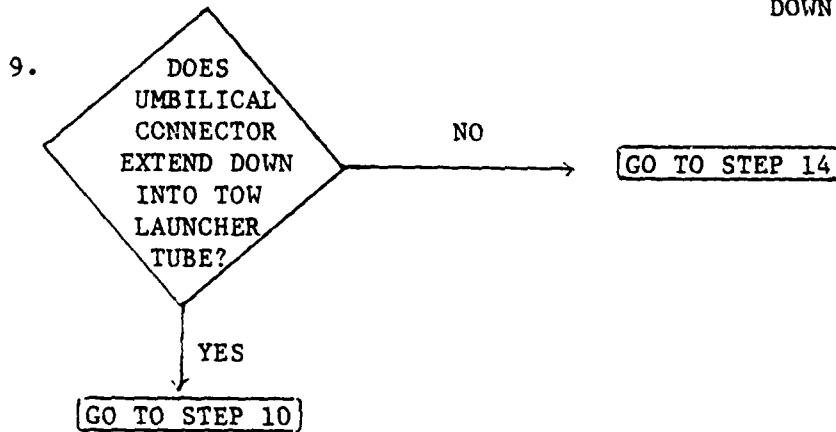 DOWN
9.
DOES
UMBILICAL
CONNECTOR
EXTEND DOWN
INTO TOW
LAUNCHER
TUBE?
NO
GO TO STEP 14
YES
GO TO STEP 10